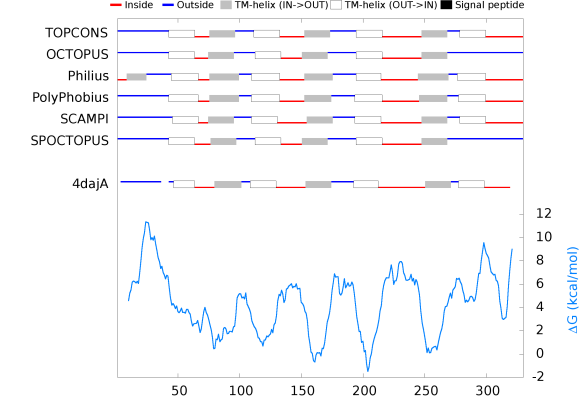 Inside Outside TM-helix (IN->OUT) TM-helix (OUT->IN) Signal peptide
TOPCONS
OCTOPUS
Philius
PolyPhobius
SCAMPI
SPOCTOPUS
4dajA
12
10
8
6
4
2
0
-2
ΔG (kcal/mol)
50 100 150 200 250 300